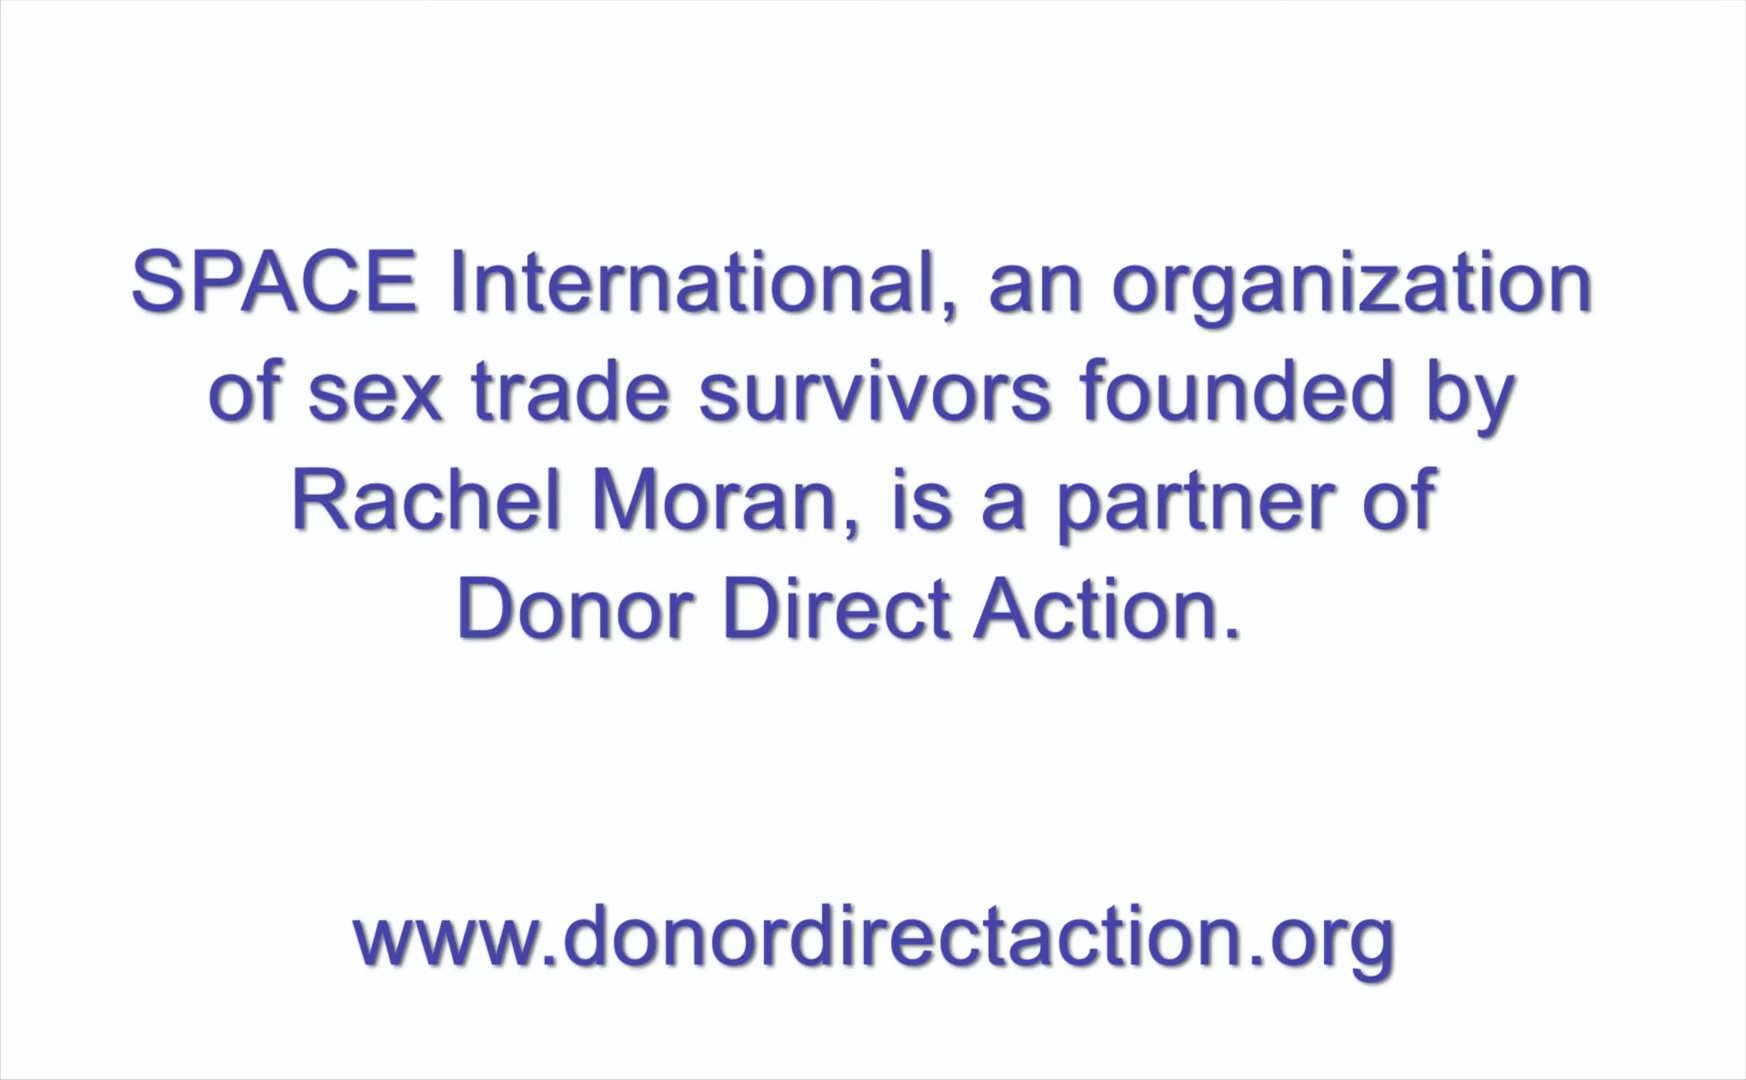 SPACE International, an organization
of sex trade survivors founded by
Rachel Moran, is a partner of
Donor Direct Action.
www.donordirectaction.org